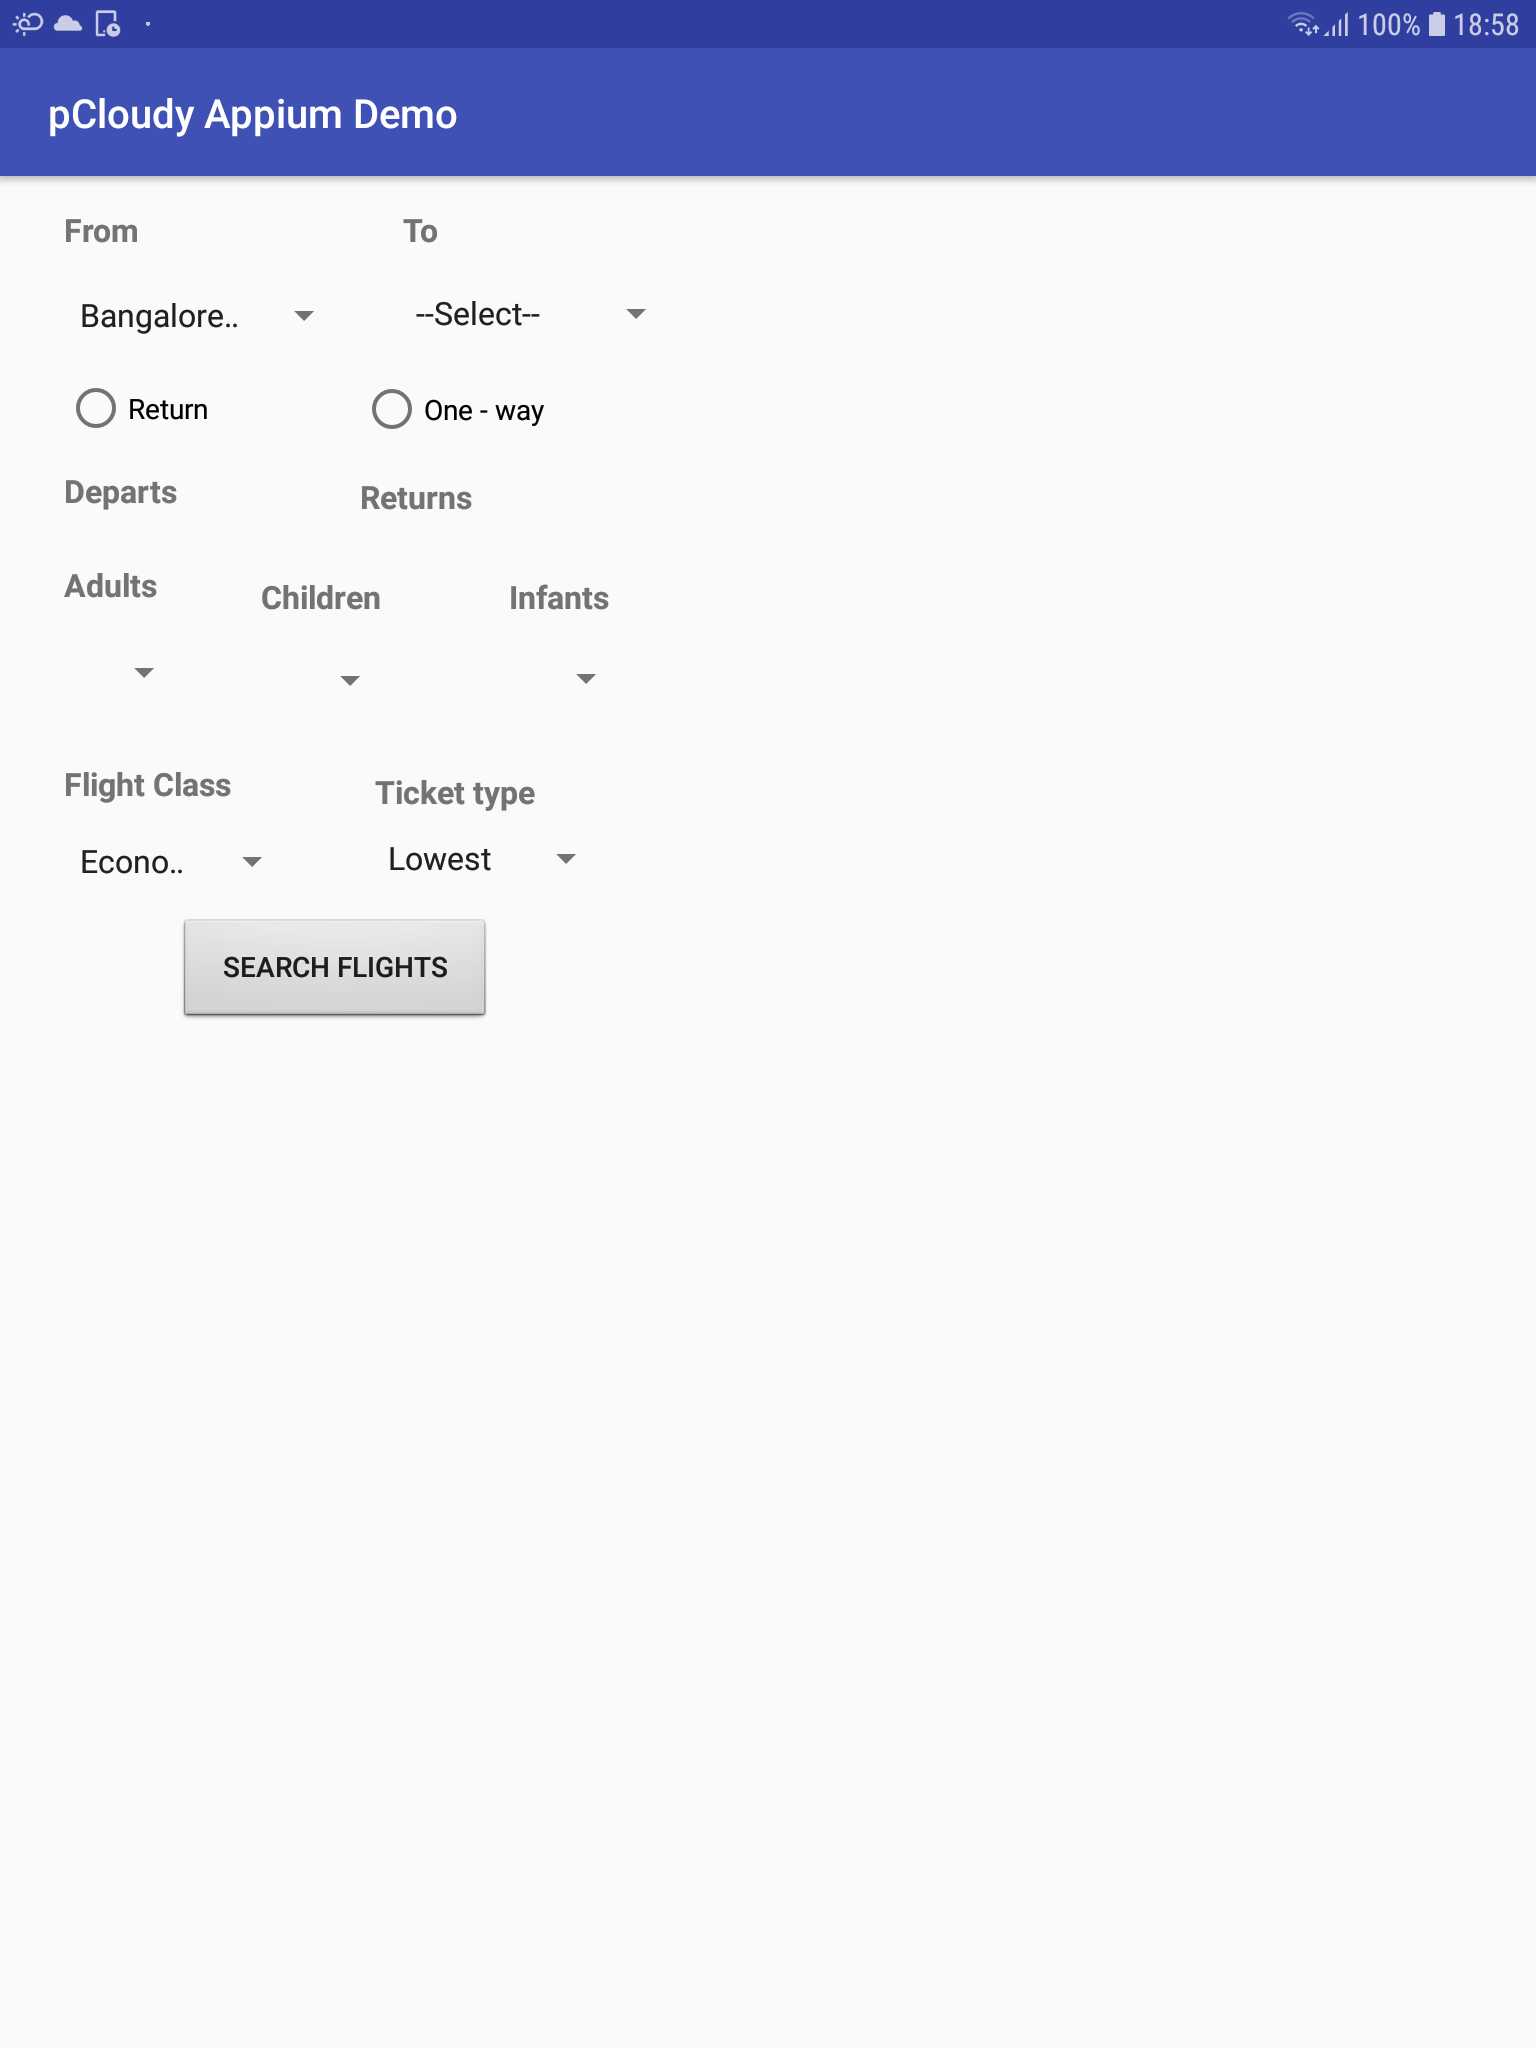 100% 18:58
pCloudy Appium Demo
From To
Bangalore.. --Select--
Return One - way
Departs Returns
Adults Children Infants
Flight Class Ticket type
Econo.. Lowest
SEARCH FLIGHTS